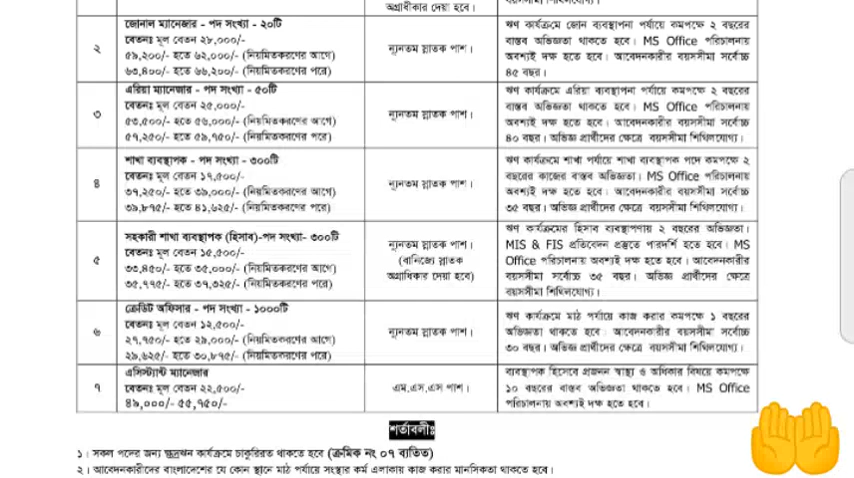 অগ্রাধীকার দেয়া হবে।
বয়সসীমা শিথিলযোগ্য।
২
জোনাল ম্যানেজার - পদ সংখ্যা - ২০টি
বেতনঃ মূল বেতন ২৮,০০০/-
৫৯,২০০/- হতে ৬২,০০০/- (নিয়মিতকরণের আগে)
৬৩,৪০০/- হতে ৬৬,২০০/- (নিয়মিতকরণের পরে)
ন্যুনতম স্নাতক পাশ।
ঋণ কার্যক্রমে জোন ব্যবস্থাপনা পর্যায়ে কমপক্ষে ২ বছরের
বাস্তব অভিজ্ঞতা থাকতে হবে। MS Office পরিচালনায়
অবশ্যই দক্ষ হতে হবে। আবেদনকারীর বয়সসীমা সর্বোচ্চ
৪৫ বছর।
৩
এরিয়া ম্যানেজার - পদ সংখ্যা - ৫০টি
বেতনঃ মূল বেতন ২৫,০০০/-
৫৩,৫০০/- হতে ৫৬,০০০/- (নিয়মিতকরণের আগে)
৫৭,২৫০/- হতে ৫৯,৭৫০/- (নিয়মিতকরণের পরে)
ন্যুনতম স্নাতক পাশ।
ঋণ কার্যক্রমে এরিয়া ব্যবস্থাপনা পর্যায়ে কমপক্ষে ২ বছরের
বাস্তব অভিজ্ঞতা থাকতে হবে। MS Office পরিচালনায়
অবশ্যই দক্ষ হতে হবে। আবেদনকারীর বয়সসীমা সর্বোচ্চ
৪০ বছর। অভিজ্ঞ প্রার্থীদের ক্ষেত্রে বয়সসীমা শিথিলযোগ্য।
৪
শাখা ব্যবস্থাপক - পদ সংখ্যা - ৩০০টি
বেতনঃ মূল বেতন ১৭,৫০০/-
৩৭,২৫০/- হতে ৩৯,০০০/- (নিয়মিতকরণের আগে)
৩৯,৮৭৫/- হতে ৪১,৬২৫/- (নিয়মিতকরণের পরে)
ন্যুনতম স্নাতক পাশ।
ঋণ কার্যক্রমে শাখা পর্যায়ে শাখা ব্যবস্থাপক পদে কমপক্ষে ২
বছরের কাজের বাস্তব অভিজ্ঞতা। MS Office পরিচালনায়
অবশ্যই দক্ষ হতে হবে। আবেদনকারীর বয়সসীমা সর্বোচ্চ
৩৫ বছর। অভিজ্ঞ প্রার্থীদের ক্ষেত্রে বয়সসীমা শিথিলযোগ্য।
৫
সহকারী শাখা ব্যবস্থাপক (হিসাব)-পদ সংখ্যা- ৩০০টি
বেতনঃ মূল বেতন ১৫,৫০০/-
৩৩,৪৫০/- হতে ৩৫,০০০/- (নিয়মিতকরণের আগে)
৩৫,৭৭৫/- হতে ৩৭,৩২৫/- (নিয়মিতকরণের পরে)
ন্যুনতম স্নাতক পাশ।
(বানিজ্যে স্নাতক
অগ্রাধিকার দেয়া হবে)
ঋণ কার্যক্রমের হিসাব ব্যবস্থাপনায় ২ বছরের অভিজ্ঞতা।
MIS & FIS প্রতিবেদন প্রস্তুতে পারদর্শি হতে হবে। MS
Office পরিচালনায় অবশ্যই দক্ষ হতে হবে। আবেদনকারীর
বয়সসীমা সর্বোচ্চ ৩৫ বছর। অভিজ্ঞ প্রার্থীদের ক্ষেত্রে
বয়সসীমা শিথিলযোগ্য।
৬
ক্রেডিট অফিসার - পদ সংখ্যা - ১০০০টি
বেতনঃ মূল বেতন ১২,৫০০/-
২৭,৭৫০/- হতে ২৯,০০০/- (নিয়মিতকরণের আগে)
২৯,৬২৫/- হতে ৩০,৮৭৫/- (নিয়মিতকরণের পরে)
ন্যুনতম স্নাতক পাশ।
ঋণ কার্যক্রমে মাঠ পর্যায়ে কাজ করার কমপক্ষে ১ বছরের
অভিজ্ঞতা থাকতে হবে। আবেদনকারীর বয়সসীমা সর্বোচ্চ
৩০ বছর। অভিজ্ঞ প্রার্থীদের ক্ষেত্রে বয়সসীমা শিথিলযোগ্য।
৭
এসিস্ট্যান্ট ম্যানেজার
বেতনঃ মূল বেতন ২২,৫০০/-
৪৯,০০০/- ৫৫,৭৫০/-
এম.এস.এস পাশ।
ব্যবস্থাপক হিসেবে প্রজনন স্বাস্থ্য ও অধিকার বিষয়ে কমপক্ষে
১০ বছরের বাস্তব অভিজ্ঞতা থাকতে হবে। MS Office
পরিচালনায় অবশ্যই দক্ষ হতে হবে।
শর্তাবলীঃ
১। সকল পদের জন্য ক্ষুদ্রঋন কার্যক্রমে চাকুরিরত থাকতে হবে (ক্রমিক নং ০৭ ব্যতিত)
২। আবেদনকারীদের বাংলাদেশের যে কোন স্থানে মাঠ পর্যায়ে সংস্থার কর্ম এলাকায় কাজ করার মানসিকতা থাকতে হবে।